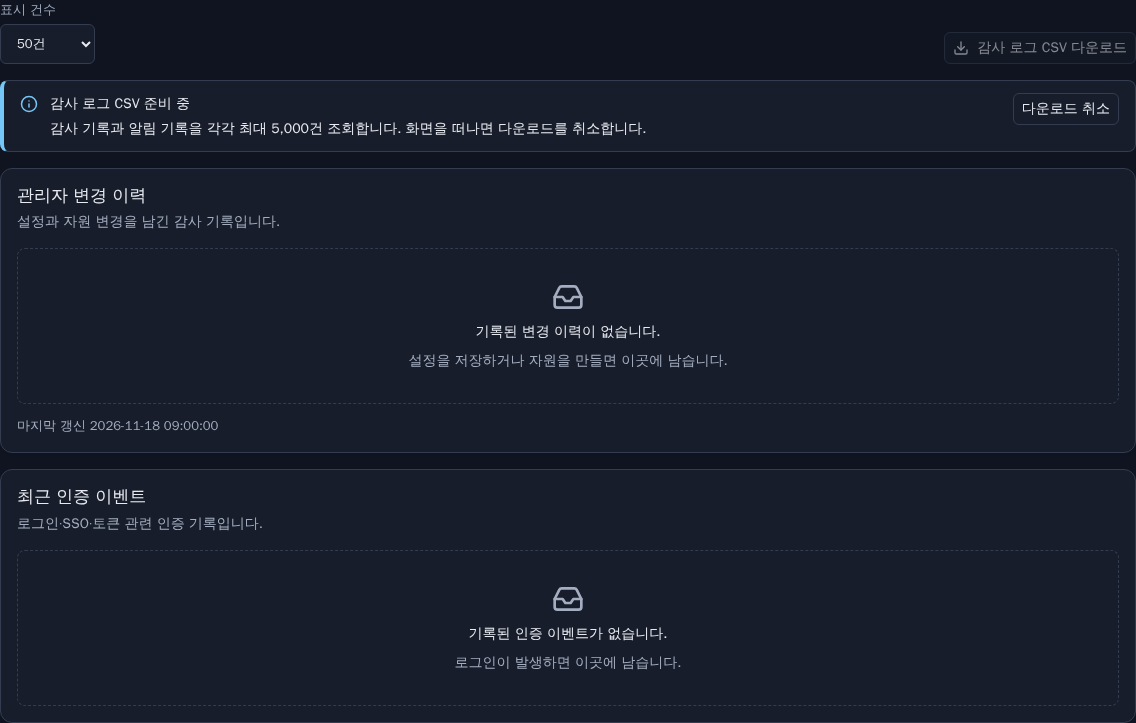 표시 건수
50건
감사 로그 CSV 다운로드
감사 로그 CSV 준비 중
감사 기록과 알림 기록을 각각 최대 5,000건 조회합니다. 화면을 떠나면 다운로드를 취소합니다.
다운로드 취소
관리자 변경 이력
설정과 자원 변경을 남긴 감사 기록입니다.
기록된 변경 이력이 없습니다.
설정을 저장하거나 자원을 만들면 이곳에 남습니다.
마지막 갱신 2026-11-18 09:00:00
최근 인증 이벤트
로그인·SSO·토큰 관련 인증 기록입니다.
기록된 인증 이벤트가 없습니다.
로그인이 발생하면 이곳에 남습니다.